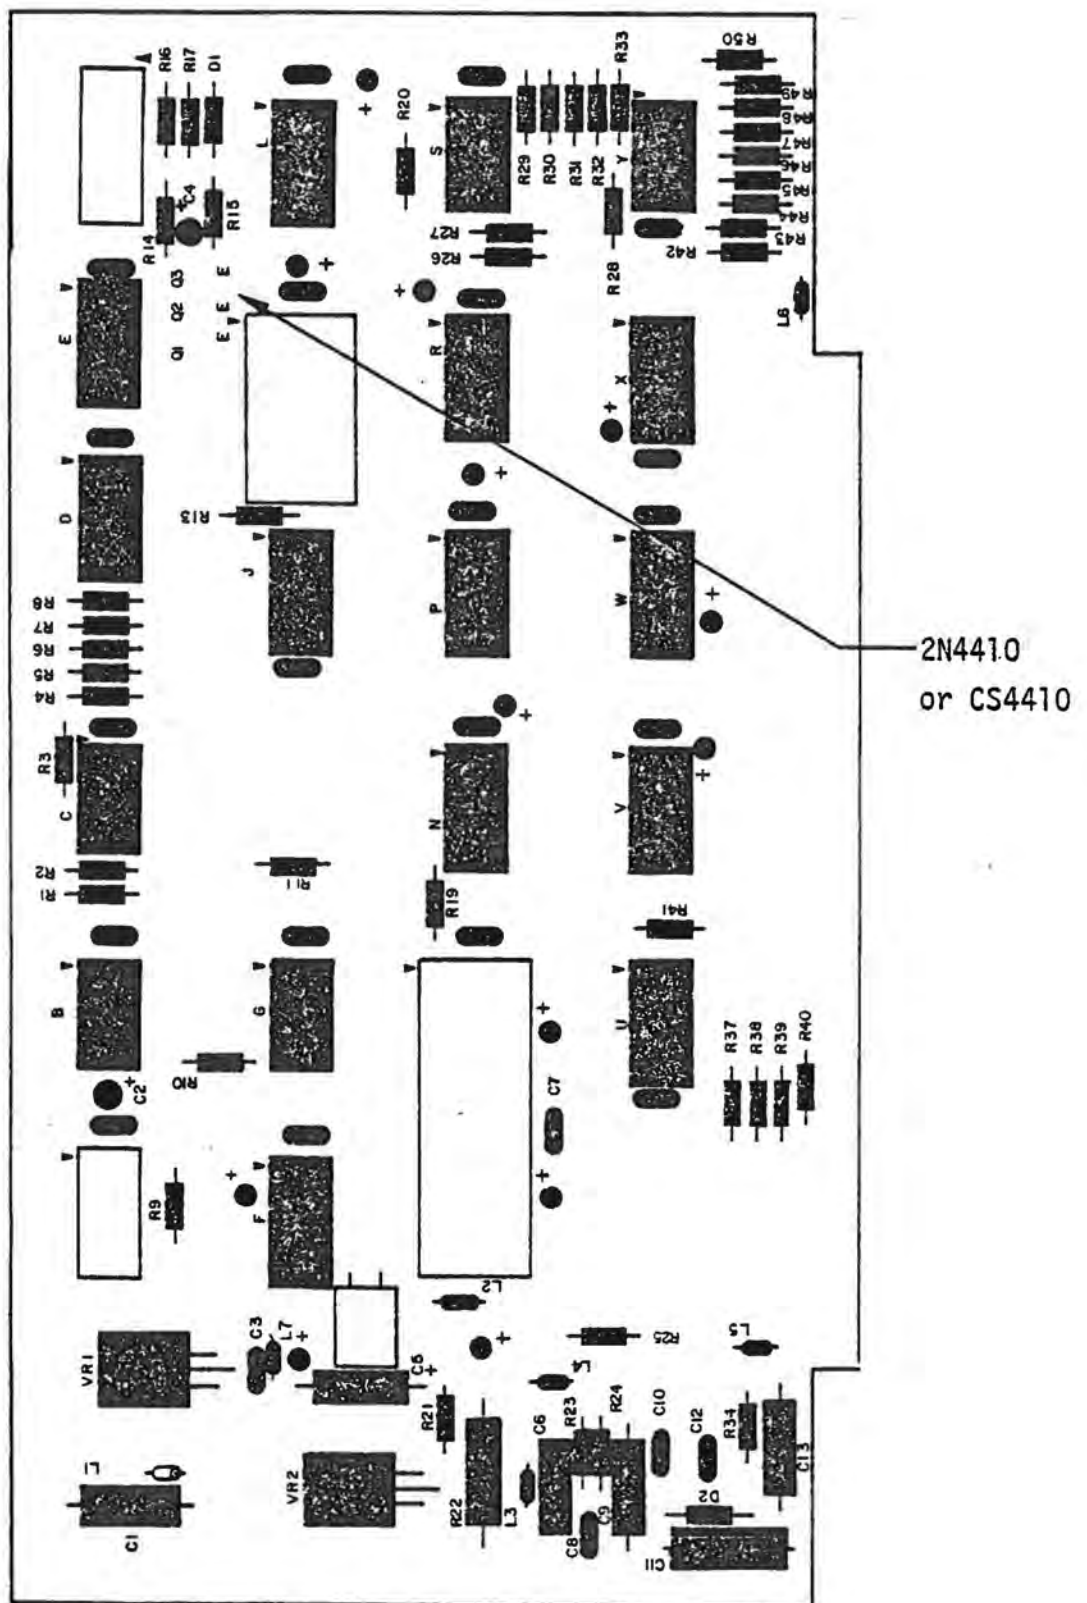 R16
R17
D1
R33
R50
R49
R48
R47
R46
R45
R44
R43
R42
L
+
R20
S
R29
R30
R31
R32
Y
R14
+
C4
R15
R27
R26
R28
L6
E
Q3
Q2
Q1
E
E
E
+
+
R
X
+
D
R13
J
+
P
W
+
2N4410
or CS4410
R8
R7
R6
R5
R4
R3
C
N
+
V
+
R2
R1
R11
R19
R41
B
G
U
+
R10
+
C2
C7
R37
R38
R39
R40
R9
+
F
+
L2
VR1
C3
L7
+
C5
+
+
R25
L5
L4
R21
C6
R23
R24
C10
C12
R34
C13
L1
C1
VR2
R22
L3
C8
C9
D2
C11